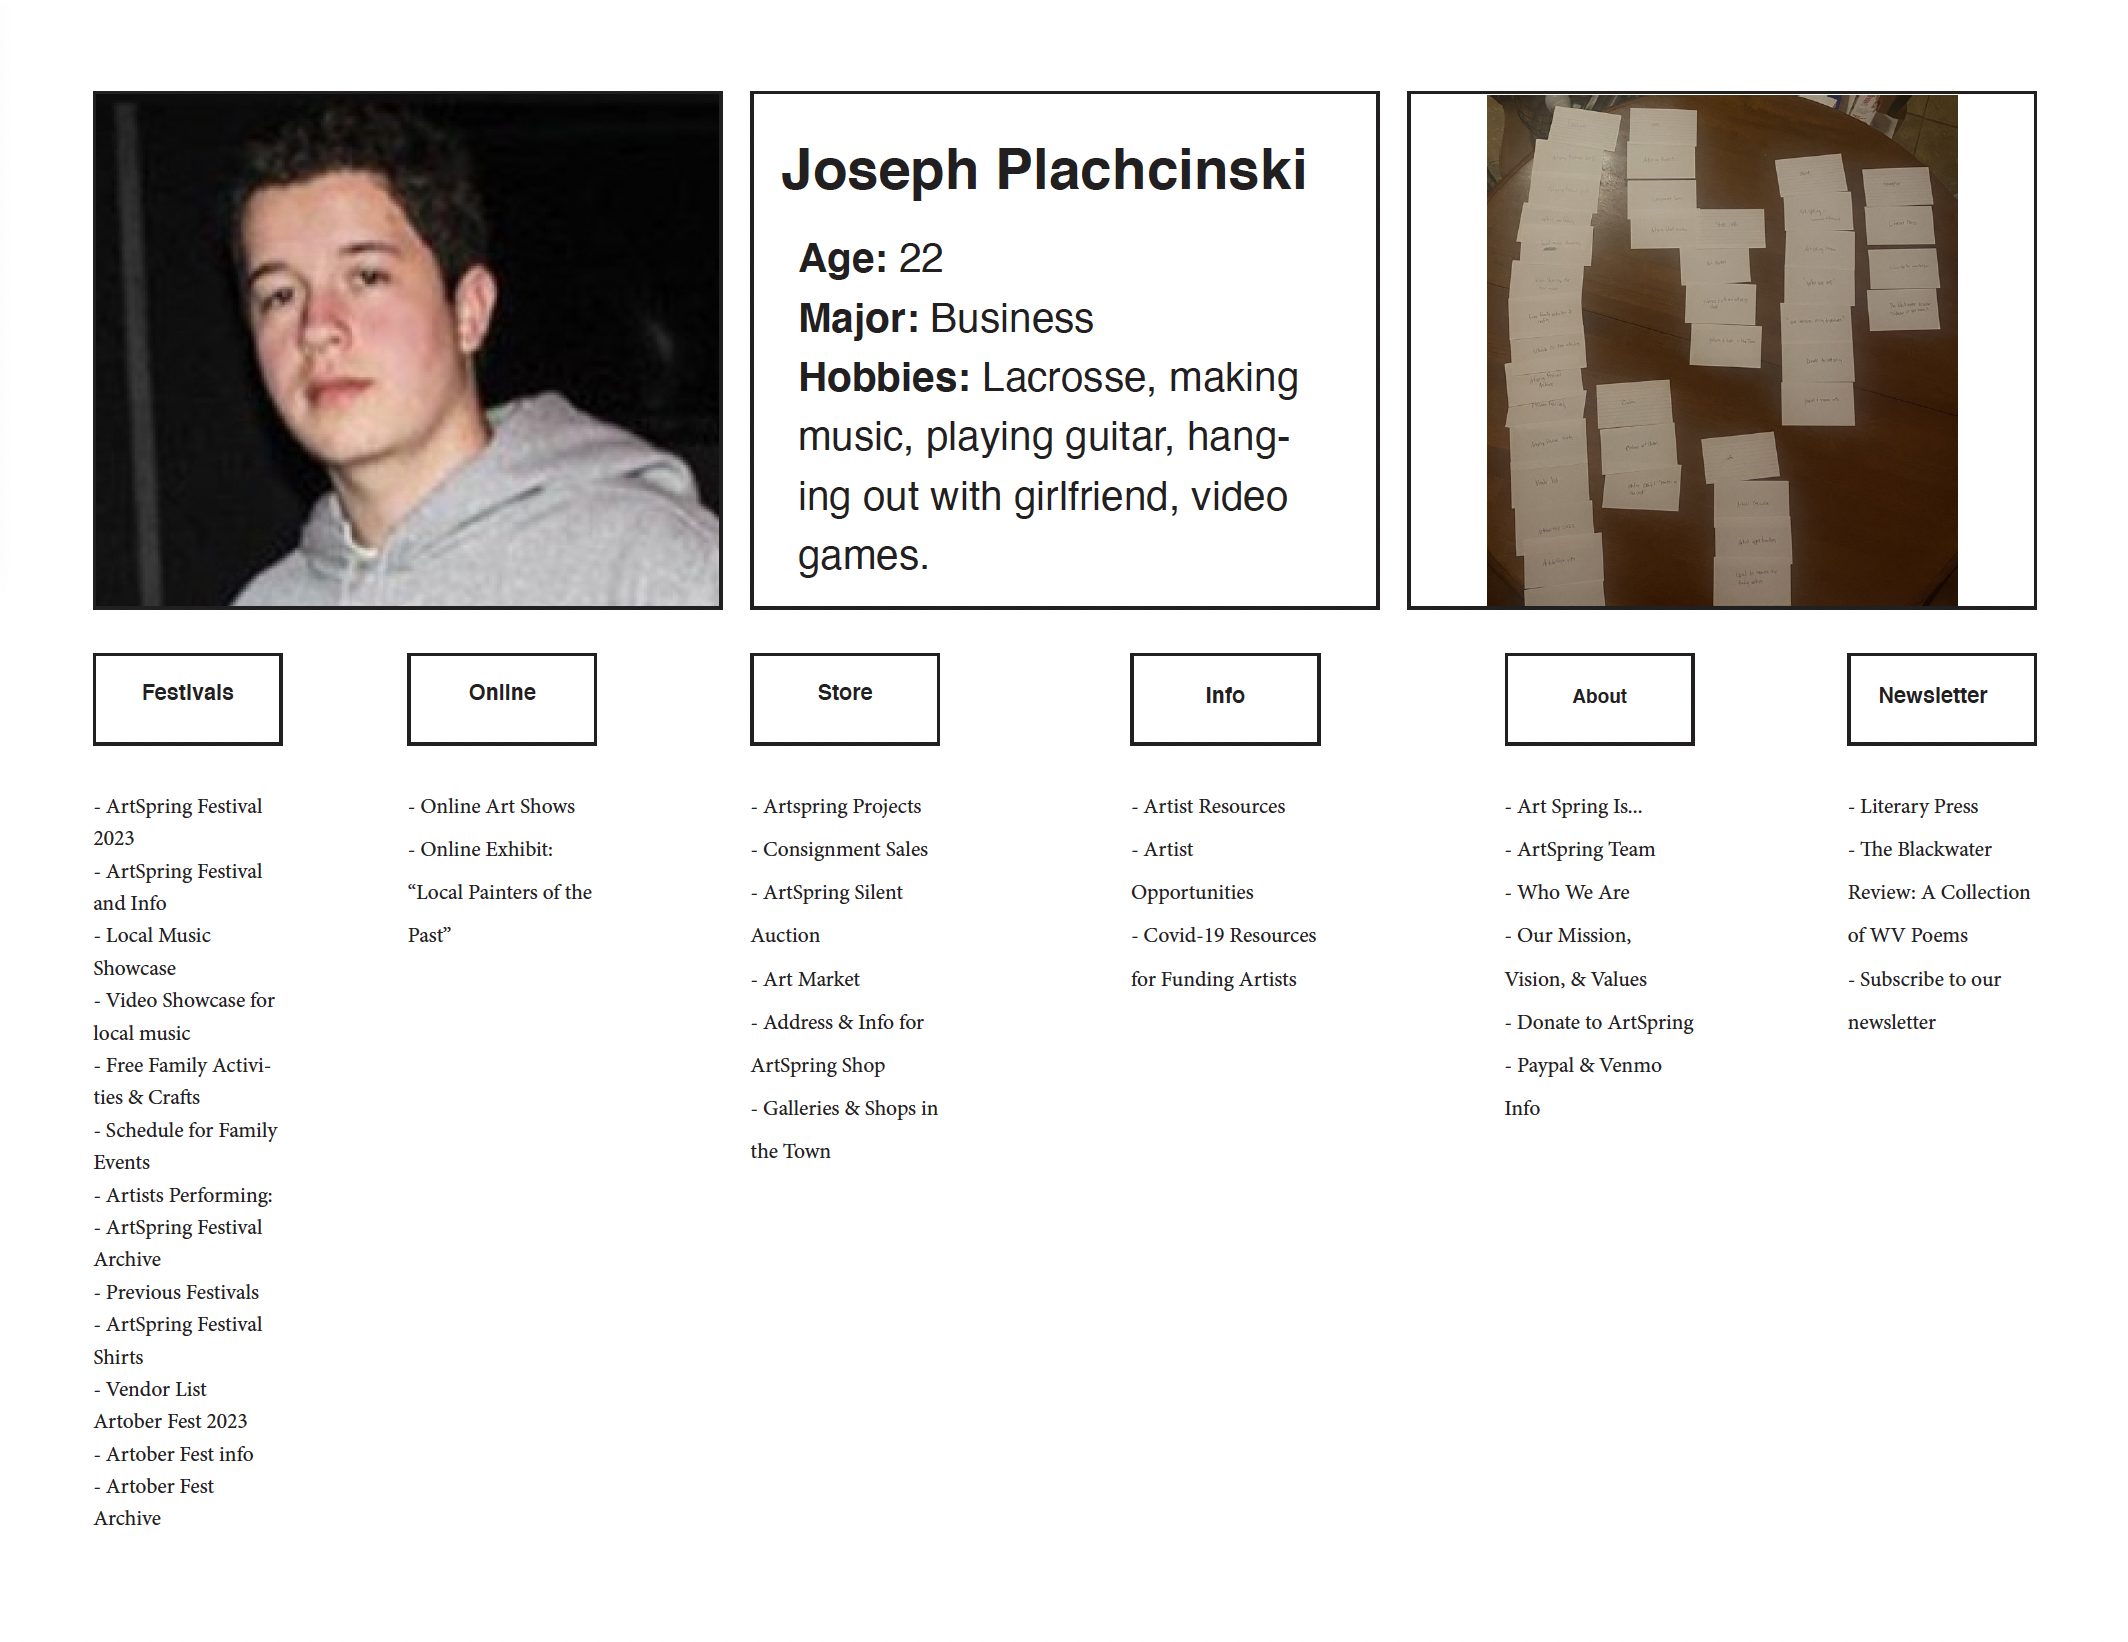 Joseph Plachcinski
Age: 22
Major: Business
Hobbies: Lacrosse, making
music, playing guitar, hang-
ing out with girlfriend, video
games.
Festivals
- ArtSpring Festival
2023
- ArtSpring Festival
and Info
- Local Music
Showcase
- Video Showcase for
local music
- Free Family Activi-
ties & Crafts
- Schedule for Family
Events
- Artists Performing:
- ArtSpring Festival
Archive
- Previous Festivals
- ArtSpring Festival
Shirts
- Vendor List
Artober Fest 2023
- Artober Fest info
- Artober Fest
Archive
Online
- Online Art Shows
- Online Exhibit:
“Local Painters of the
Past”
Store
- Artspring Projects
- Consignment Sales
- ArtSpring Silent
Auction
- Art Market
- Address & Info for
ArtSpring Shop
- Galleries & Shops in
the Town
Info
- Artist Resources
- Artist
Opportunities
- Covid-19 Resources
for Funding Artists
About
- Art Spring Is...
- ArtSpring Team
- Who We Are
- Our Mission,
Vision, & Values
- Donate to ArtSpring
- Paypal & Venmo
Info
Newsletter
- Literary Press
- The Blackwater
Review: A Collection
of WV Poems
- Subscribe to our
newsletter